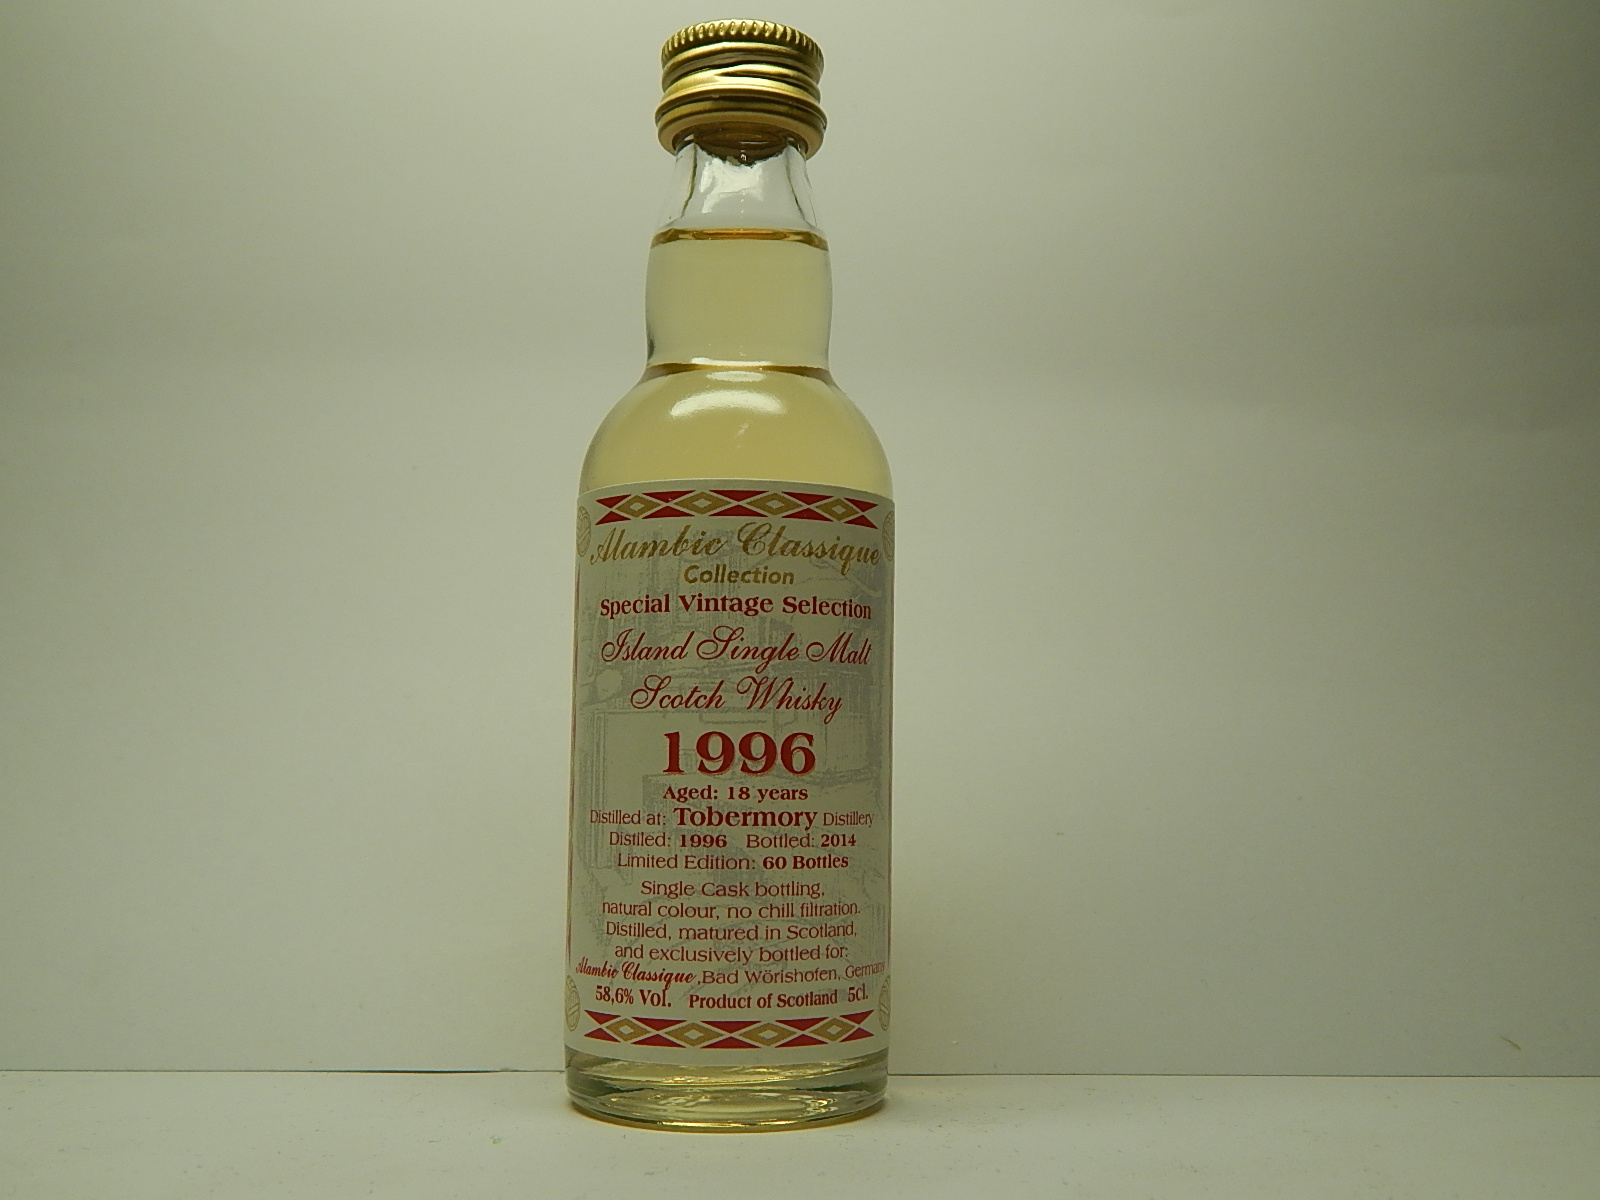 Alambic Classique
Collection
Special Vintage Selection
Island Single Malt
Scotch Whisky
1996
Aged: 18 years
Distilled at: Tobermory Distillery
Distiled: 1996 Bottled: 2014
Limited Edition: 60 Bottles
Single Cask bottling,
natural colour, no chill filtration.
Distilled, matured in Scotland,
and exclusively bottled for:
Alambic Classique, Bad Wörishofen, Germany
58,6% Vol. Product of Scotland 5cl.